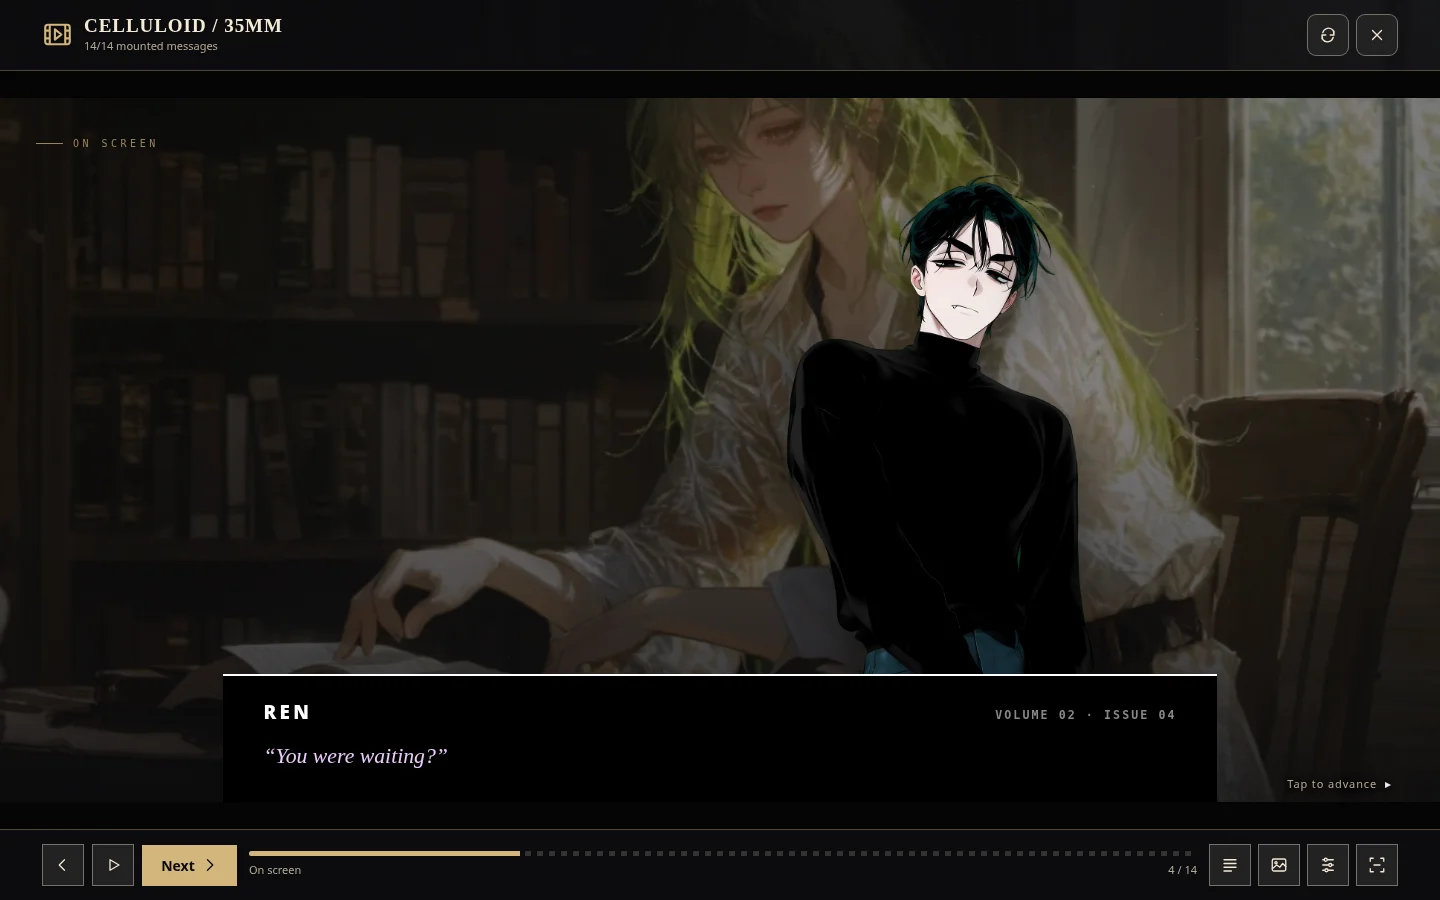 CELLULOID / 35MM
14/14 mounted messages
ON SCREEN
REN
VOLUME 02 · ISSUE 04
“You were waiting?”
Tap to advance ▸
Next
On screen
4 / 14